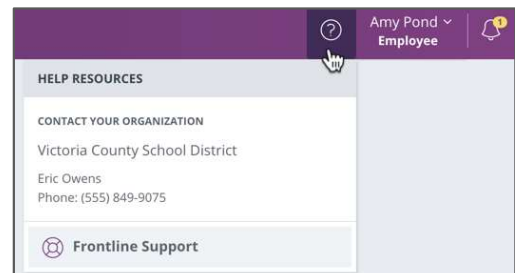 ?
Amy Pond
Employee
1
HELP RESOURCES
CONTACT YOUR ORGANIZATION
Victoria County School District
Eric Owens
Phone: (555) 849-9075
Frontline Support